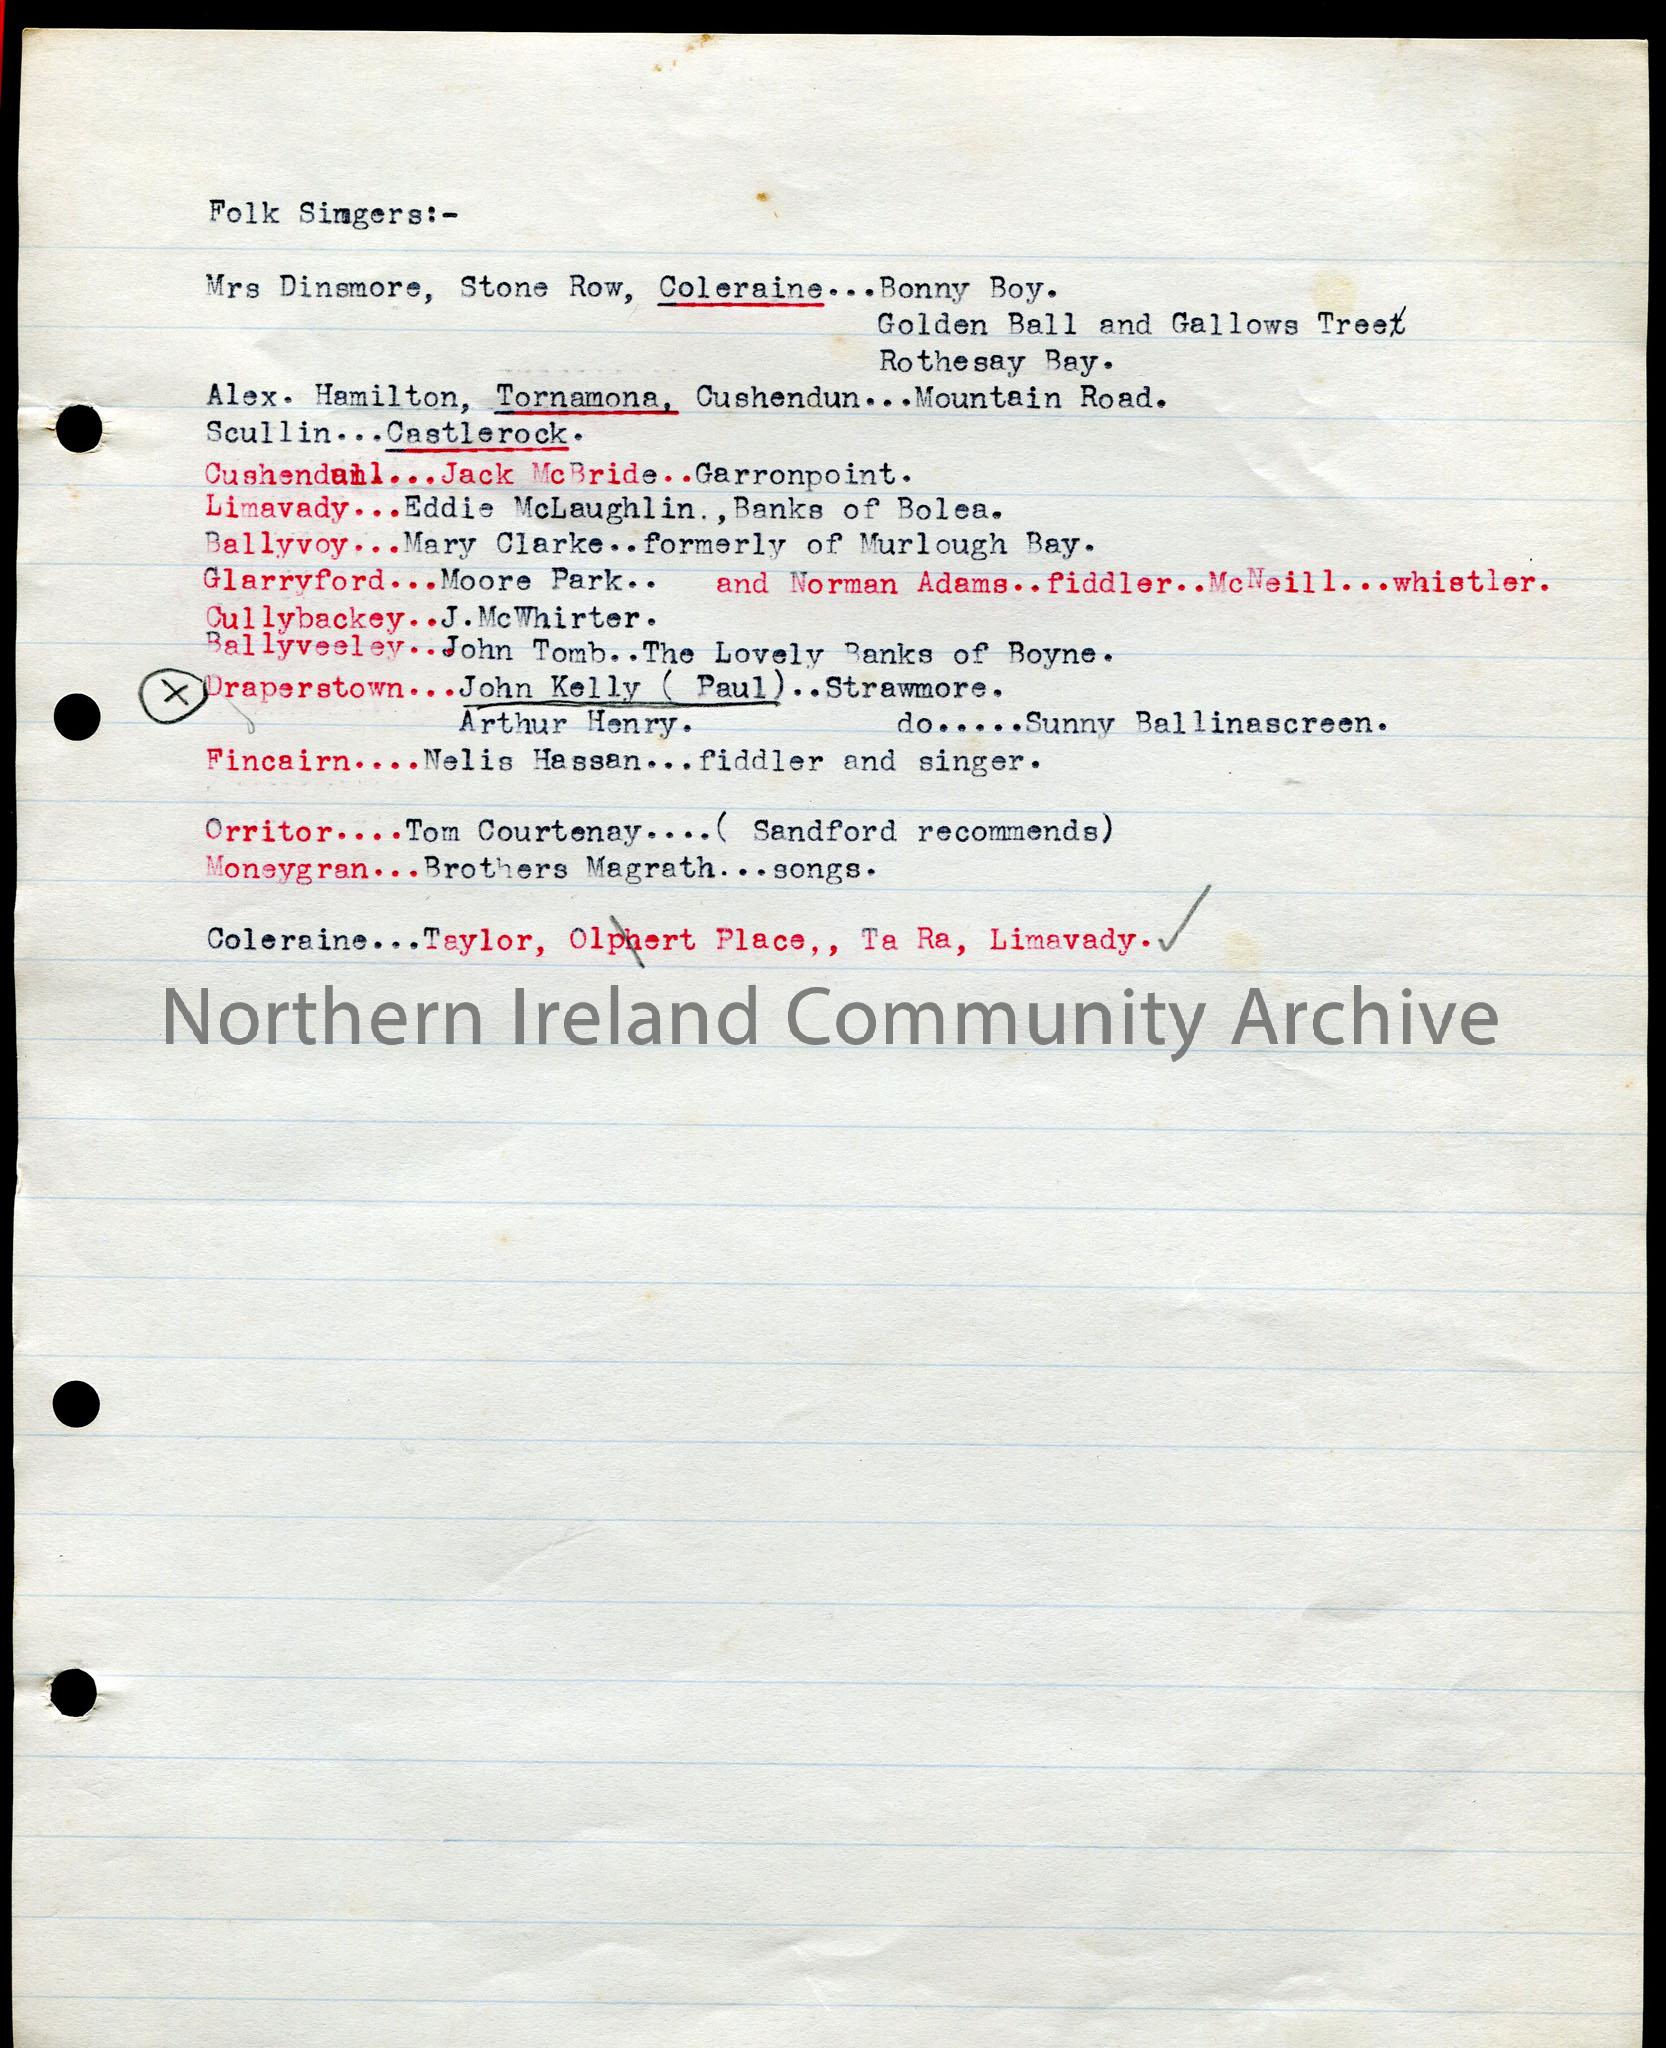 Folk Singers:-
Mrs Dinsmore, Stone Row, Coleraine...Bonny Boy.
Golden Ball and Gallows Tree
Rothesay Bay.
Alex. Hamilton, Tornamona, Cushendun...Mountain Road.
Scullin...Castlerock.
Cushendall...Jack McBride..Garronpoint.
Limavady...Eddie McLaughlin.,Banks of Bolea.
Ballyvoy...Mary Clarke..formerly of Murlough Bay.
Glarryford...Moore Park.. and Norman Adams..fiddler..McNeill...whistler.
Cullybackey..J.McWhirter.
Ballyveeley..John Tomb..The Lovely Banks of Boyne.
X Draperstown...John Kelly ( Paul)..Strawmore.
Arthur Henry. do.....Sunny Ballinascreen.
Fincairn....Nelis Hassan...fiddler and singer.
Orritor....Tom Courtenay....( Sandford recommends)
Moneygran...Brothers Magrath...songs.
Coleraine...Taylor, Olphert Place,, Ta Ra, Limavady. ✓
Northern Ireland Community Archive